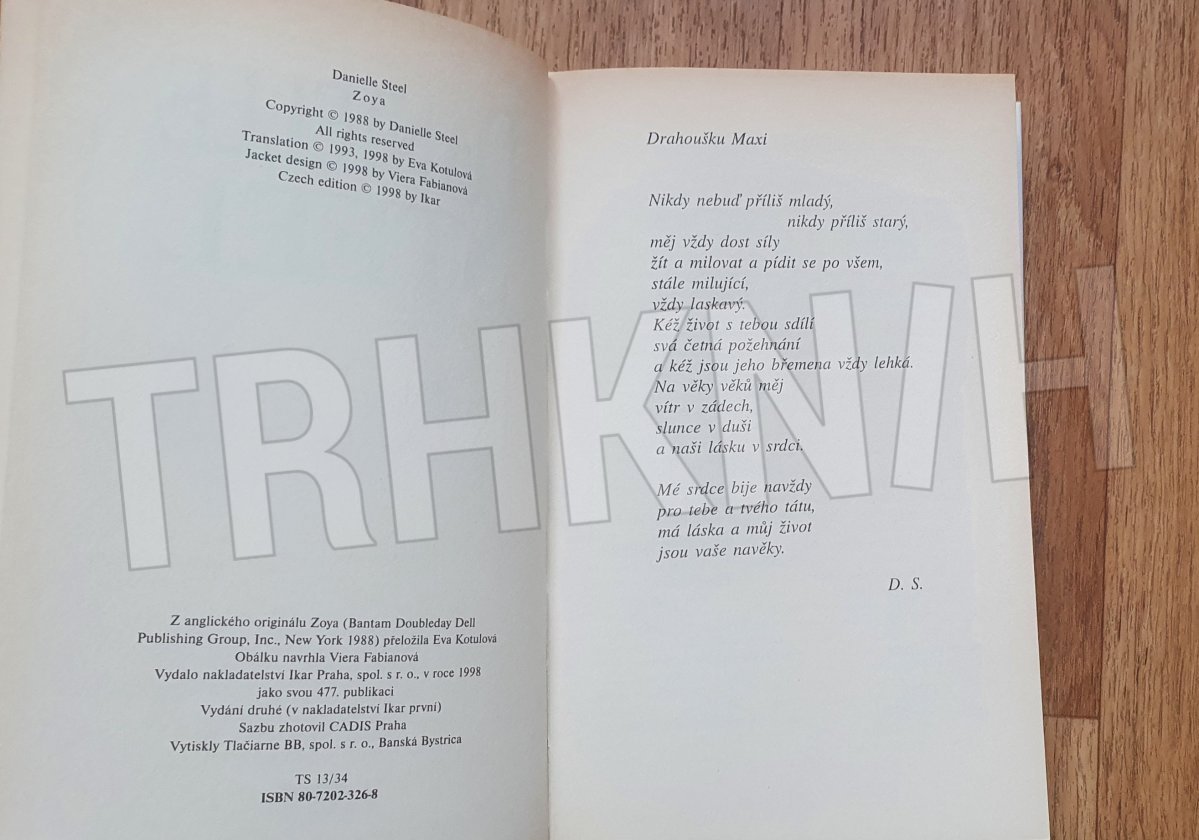 Danielle Steel
Zoya
Copyright © 1988 by Danielle Steel
All rights reserved
Translation © 1993, 1998 by Eva Kotulová
Jacket design © 1998 by Viera Fabianová
Czech edition © 1998 by Ikar
Z anglického originálu Zoya (Bantam Doubleday Dell
Publishing Group, Inc., New York 1988) přeložila Eva Kotulová
Obálku navrhla Viera Fabianová
Vydalo nakladatelství Ikar Praha, spol. s r. o., v roce 1998
jako svou 477. publikaci
Vydání druhé (v nakladatelství Ikar první)
Sazbu zhotovil CADIS Praha
Vytiskly Tlačiarne BB, spol. s r. o., Banská Bystrica
TS 13/34
ISBN 80-7202-326-8
Drahoušku Maxi
Nikdy nebuď příliš mladý,
nikdy příliš starý,
měj vždy dost síly
žít a milovat a pídit se po všem,
stále milující,
vždy laskavý.
Kéž život s tebou sdílí
svá četná požehnání
a kéž jsou jeho břemena vždy lehká.
Na věky věků měj
vítr v zádech,
slunce v duši
a naši lásku v srdci.
Mé srdce bije navždy
pro tebe a tvého tátu,
má láska a můj život
jsou vaše navěky.
D. S.
TRHKNIH